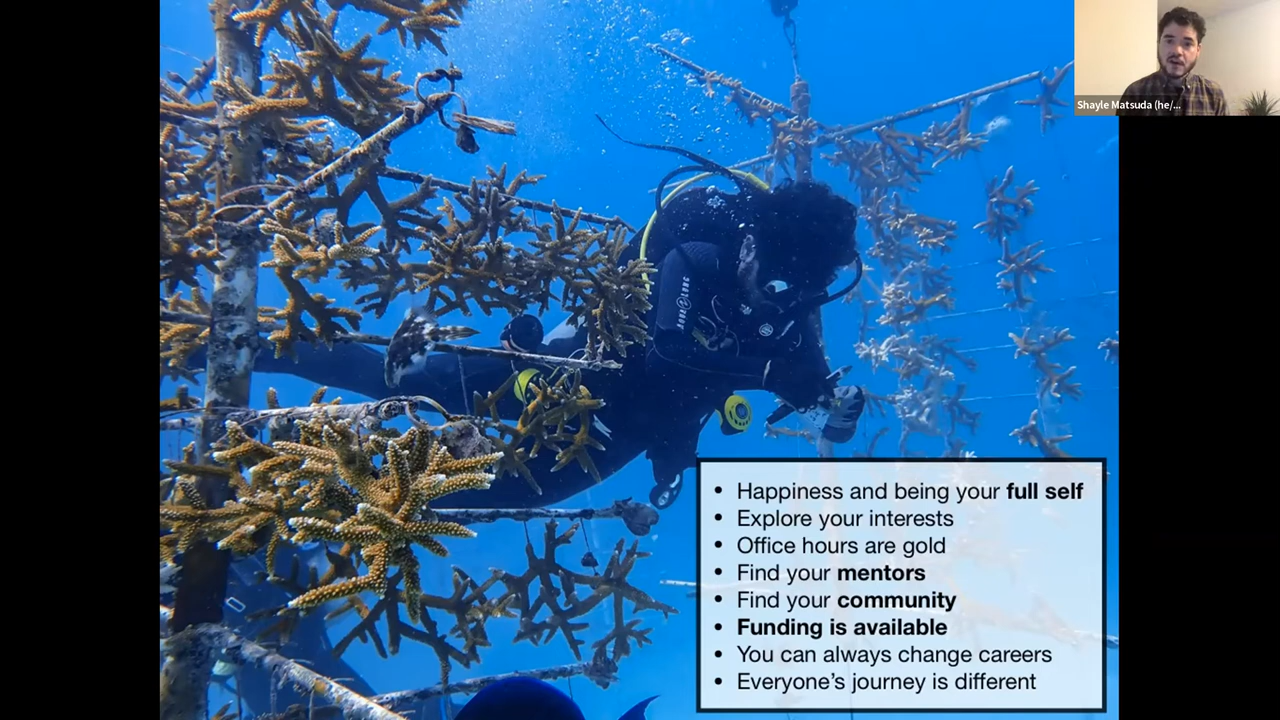 Shayle Matsuda (he/...
• Happiness and being your full self
• Explore your interests
• Office hours are gold
• Find your mentors
• Find your community
• Funding is available
• You can always change careers
• Everyone’s journey is different